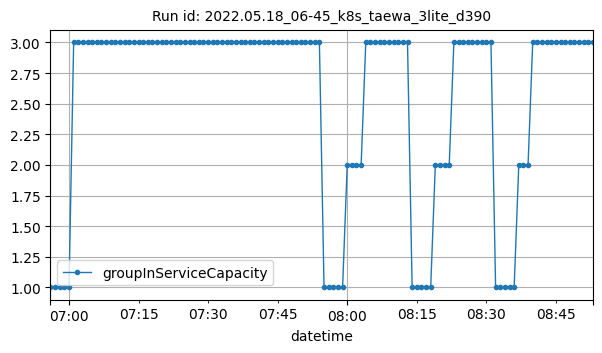 Run id: 2022.05.18_06-45_k8s_taewa_3lite_d390
3.00
2.75
2.50
2.25
2.00
1.75
1.50
1.25
1.00
groupInServiceCapacity
07:00 07:15 07:30 07:45 08:00 08:15 08:30 08:45
datetime